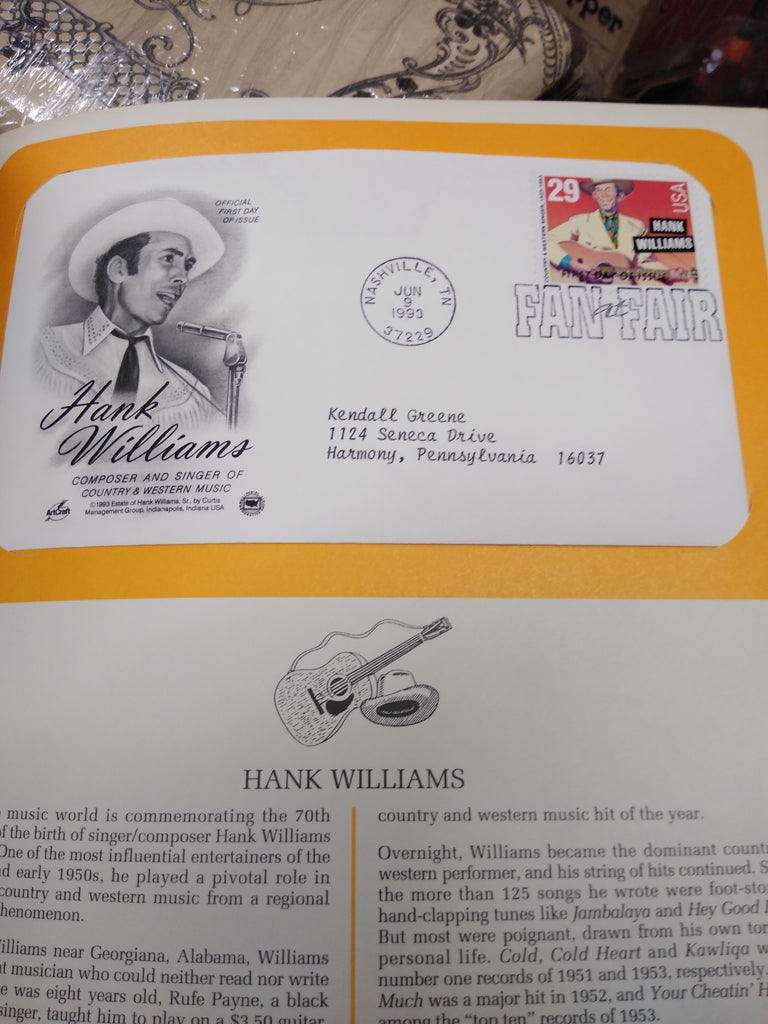 pper
OFFICIAL
FIRST DAY
OF ISSUE
Hank
Williams
COMPOSER AND SINGER OF
COUNTRY & WESTERN MUSIC
©1993 Estate of Hank Williams, Sr., by Curtis
Management Group, Indianapolis, Indiana USA
ArtCraft
NASHVILLE, TN
JUN
9
1993
37229
29
USA
HANK
WILLIAMS
COUNTRY & WESTERN SINGER, 1923-1953
FIRST DAY OF ISSUE
FAN FAIR
Kendall Greene
1124 Seneca Drive
Harmony, Pennsylvania 16037
HANK WILLIAMS
music world is commemorating the 70th
of the birth of singer/composer Hank Williams
One of the most influential entertainers of the
d early 1950s, he played a pivotal role in
country and western music from a regional
henomenon.
illiams near Georgiana, Alabama, Williams
t musician who could neither read nor write
e was eight years old, Rufe Payne, a black
singer, taught him to play on a $3.50 guitar.
country and western music hit of the year.
Overnight, Williams became the dominant count
western performer, and his string of hits continued. S
the more than 125 songs he wrote were foot-sto
hand-clapping tunes like Jambalaya and Hey Good
But most were poignant, drawn from his own tor
personal life. Cold, Cold Heart and Kawliga w
number one records of 1951 and 1953, respectively.
Much was a major hit in 1952, and Your Cheatin' H
among the "top ten" records of 1953.